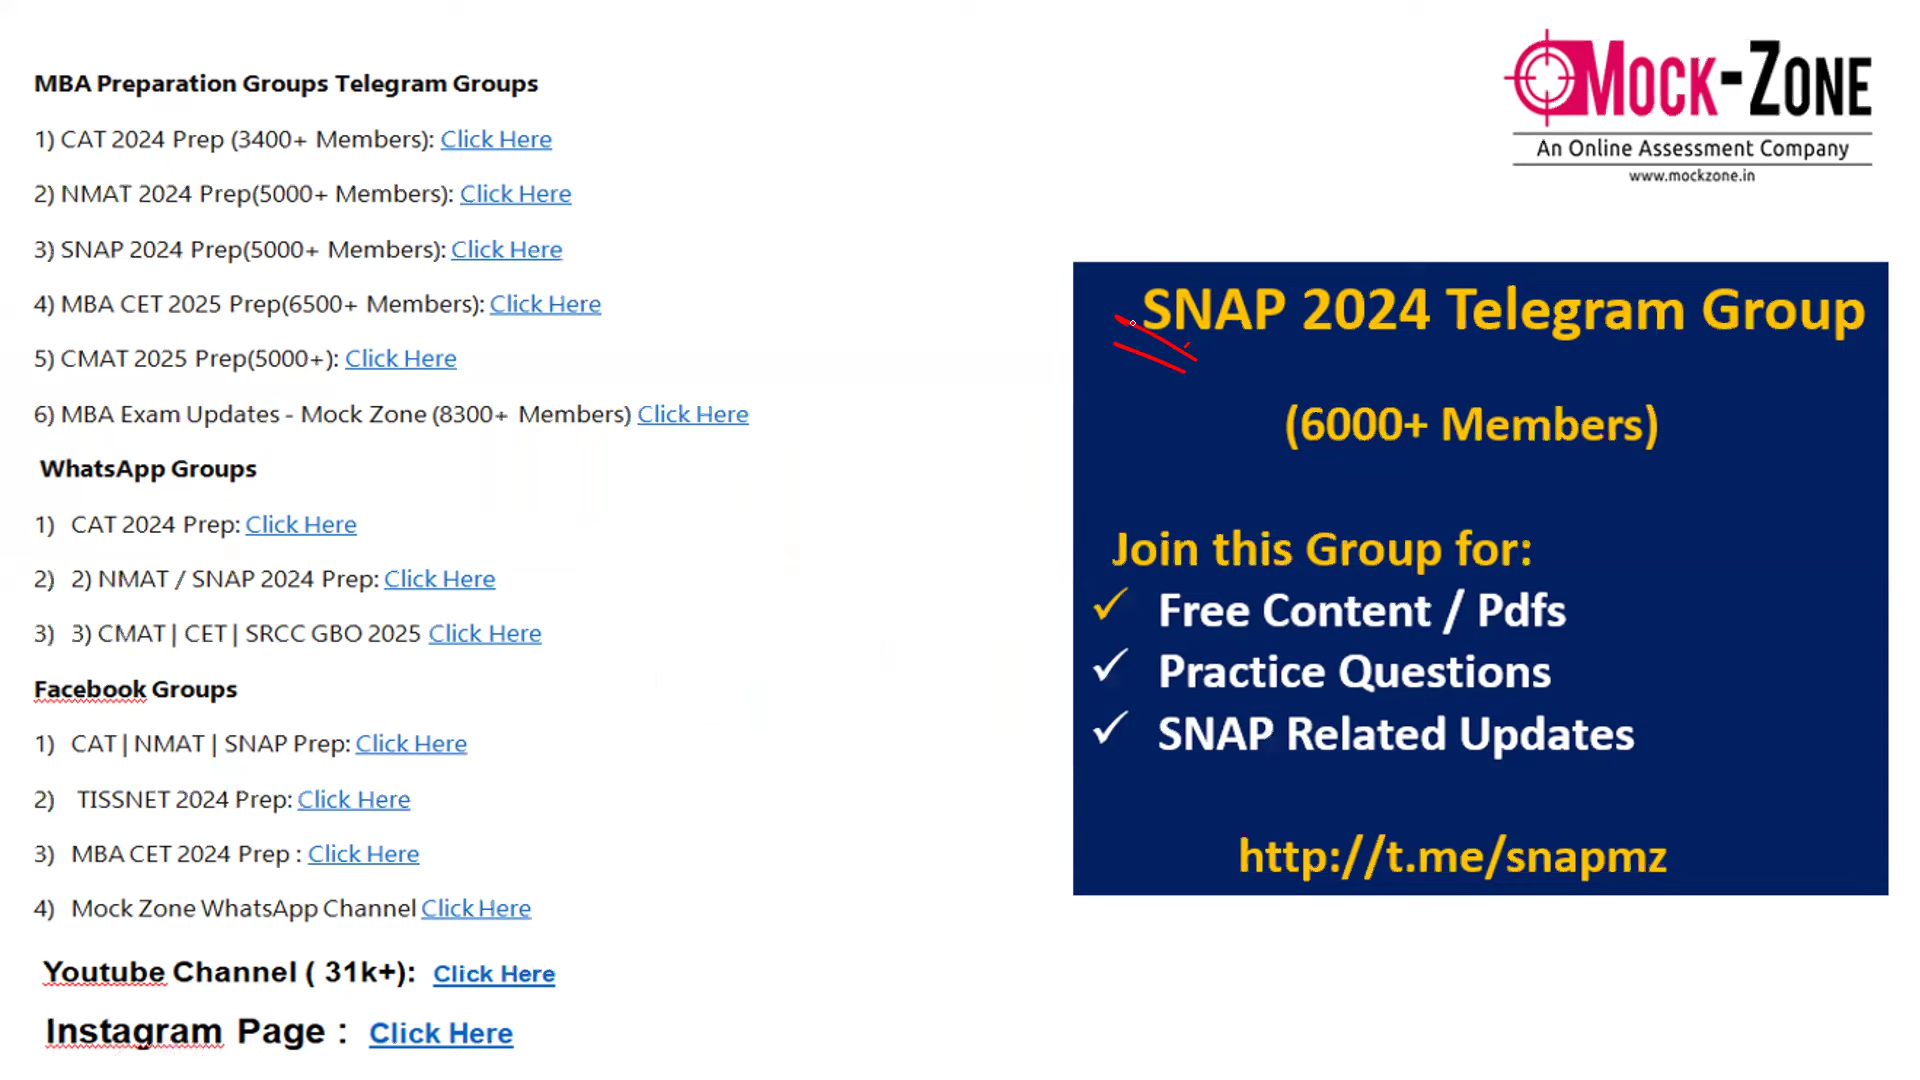 MBA Preparation Groups Telegram Groups
1) CAT 2024 Prep (3400+ Members): Click Here
2) NMAT 2024 Prep(5000+ Members): Click Here
3) SNAP 2024 Prep(5000+ Members): Click Here
4) MBA CET 2025 Prep(6500+ Members): Click Here
5) CMAT 2025 Prep(5000+): Click Here
6) MBA Exam Updates - Mock Zone (8300+ Members) Click Here
WhatsApp Groups
1) CAT 2024 Prep: Click Here
2) 2) NMAT / SNAP 2024 Prep: Click Here
3) 3) CMAT | CET | SRCC GBO 2025 Click Here
Facebook Groups
1) CAT | NMAT | SNAP Prep: Click Here
2) TISSNET 2024 Prep: Click Here
3) MBA CET 2024 Prep : Click Here
4) Mock Zone WhatsApp Channel Click Here
Youtube Channel ( 31k+): Click Here
Instagram Page : Click Here
MOCK-ZONE
An Online Assessment Company
www.mockzone.in
SNAP 2024 Telegram Group
(6000+ Members)
Join this Group for:
✓ Free Content / Pdfs
✓ Practice Questions
✓ SNAP Related Updates
http://t.me/snapmz